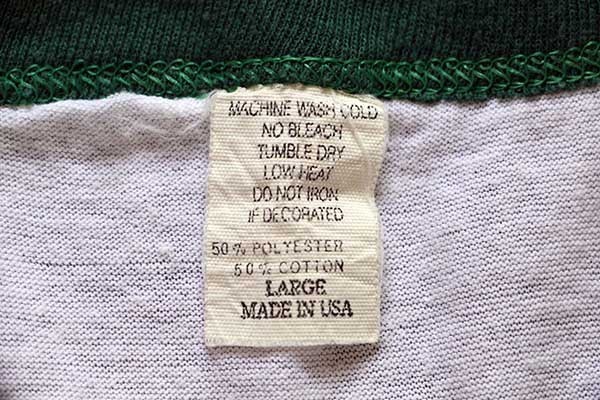 MACHINE WASH COLD
NO BLEACH
TUMBLE DRY
LOW HEAT
DO NOT IRON
IF DECORATED
50% POLYESTER
50% COTTON
LARGE
MADE IN USA